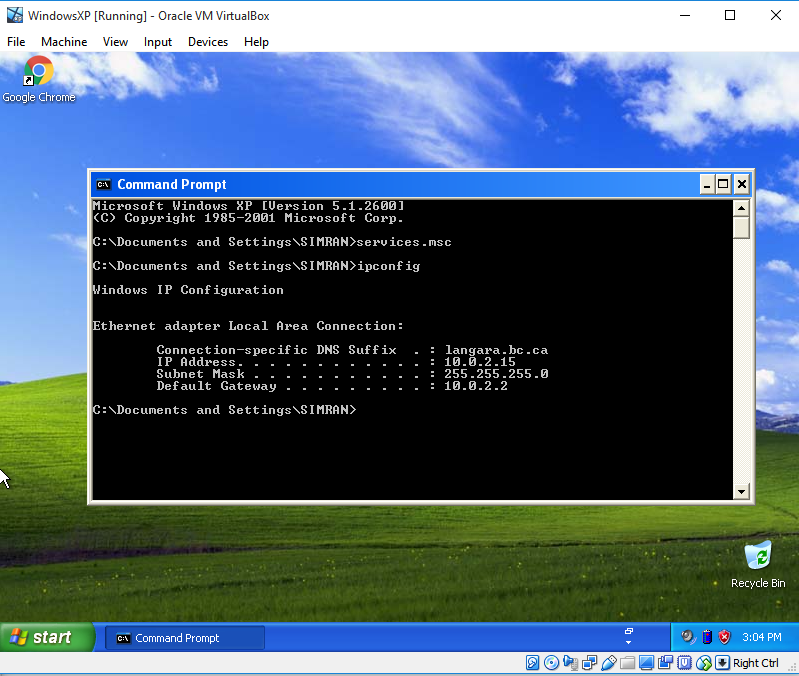 WindowsXP [Running] - Oracle VM VirtualBox
File Machine View Input Devices Help
Google Chrome
C:\ Command Prompt
Microsoft Windows XP [Version 5.1.2600]
(C) Copyright 1985-2001 Microsoft Corp.
C:\Documents and Settings\SIMRAN>services.msc
C:\Documents and Settings\SIMRAN>ipconfig
Windows IP Configuration
Ethernet adapter Local Area Connection:
Connection-specific DNS Suffix . : langara.bc.ca
IP Address. . . . . . . . . . . . : 10.0.2.15
Subnet Mask . . . . . . . . . . . : 255.255.255.0
Default Gateway . . . . . . . . . : 10.0.2.2
C:\Documents and Settings\SIMRAN>
Recycle Bin
start C:\ Command Prompt 3:04 PM
Right Ctrl